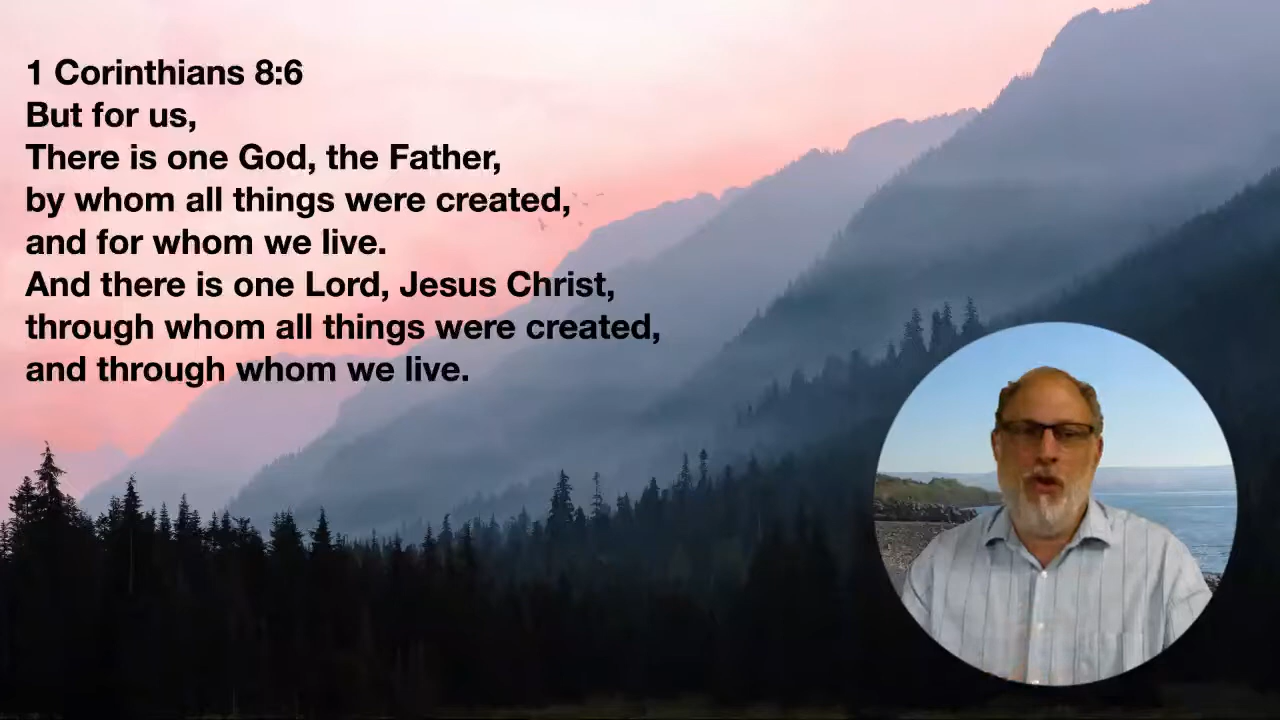 1 Corinthians 8:6
But for us,
There is one God, the Father,
by whom all things were created,
and for whom we live.
And there is one Lord, Jesus Christ,
through whom all things were created,
and through whom we live.